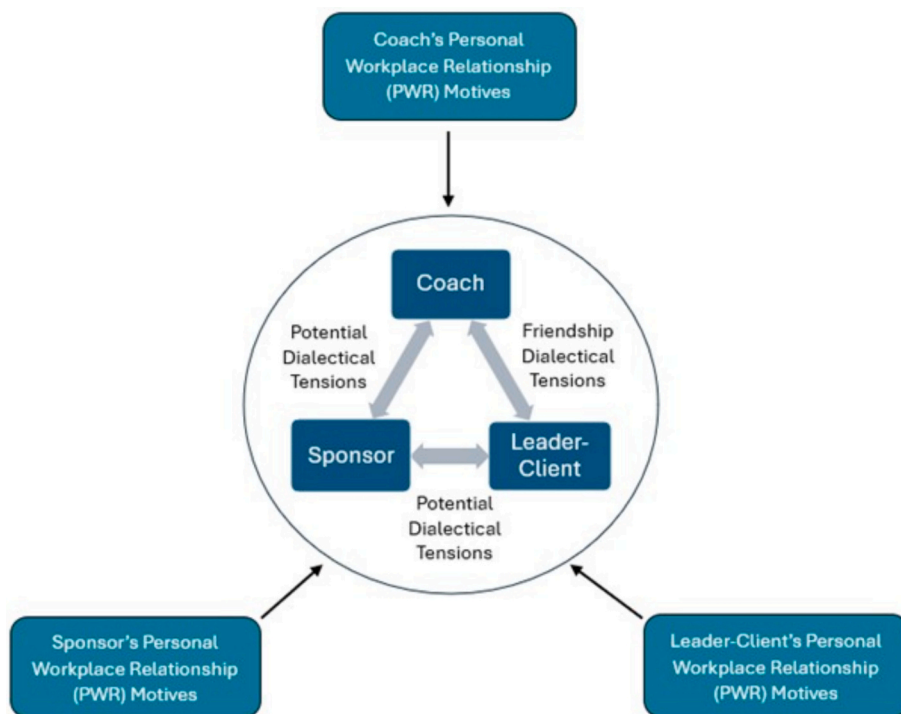 Coach's Personal
Workplace Relationship
(PWR) Motives
Coach
Potential
Dialectical
Tensions
Friendship
Dialectical
Tensions
Sponsor
Leader-
Client
Potential
Dialectical
Tensions
Sponsor's Personal
Workplace Relationship
(PWR) Motives
Leader-Client's Personal
Workplace Relationship
(PWR) Motives